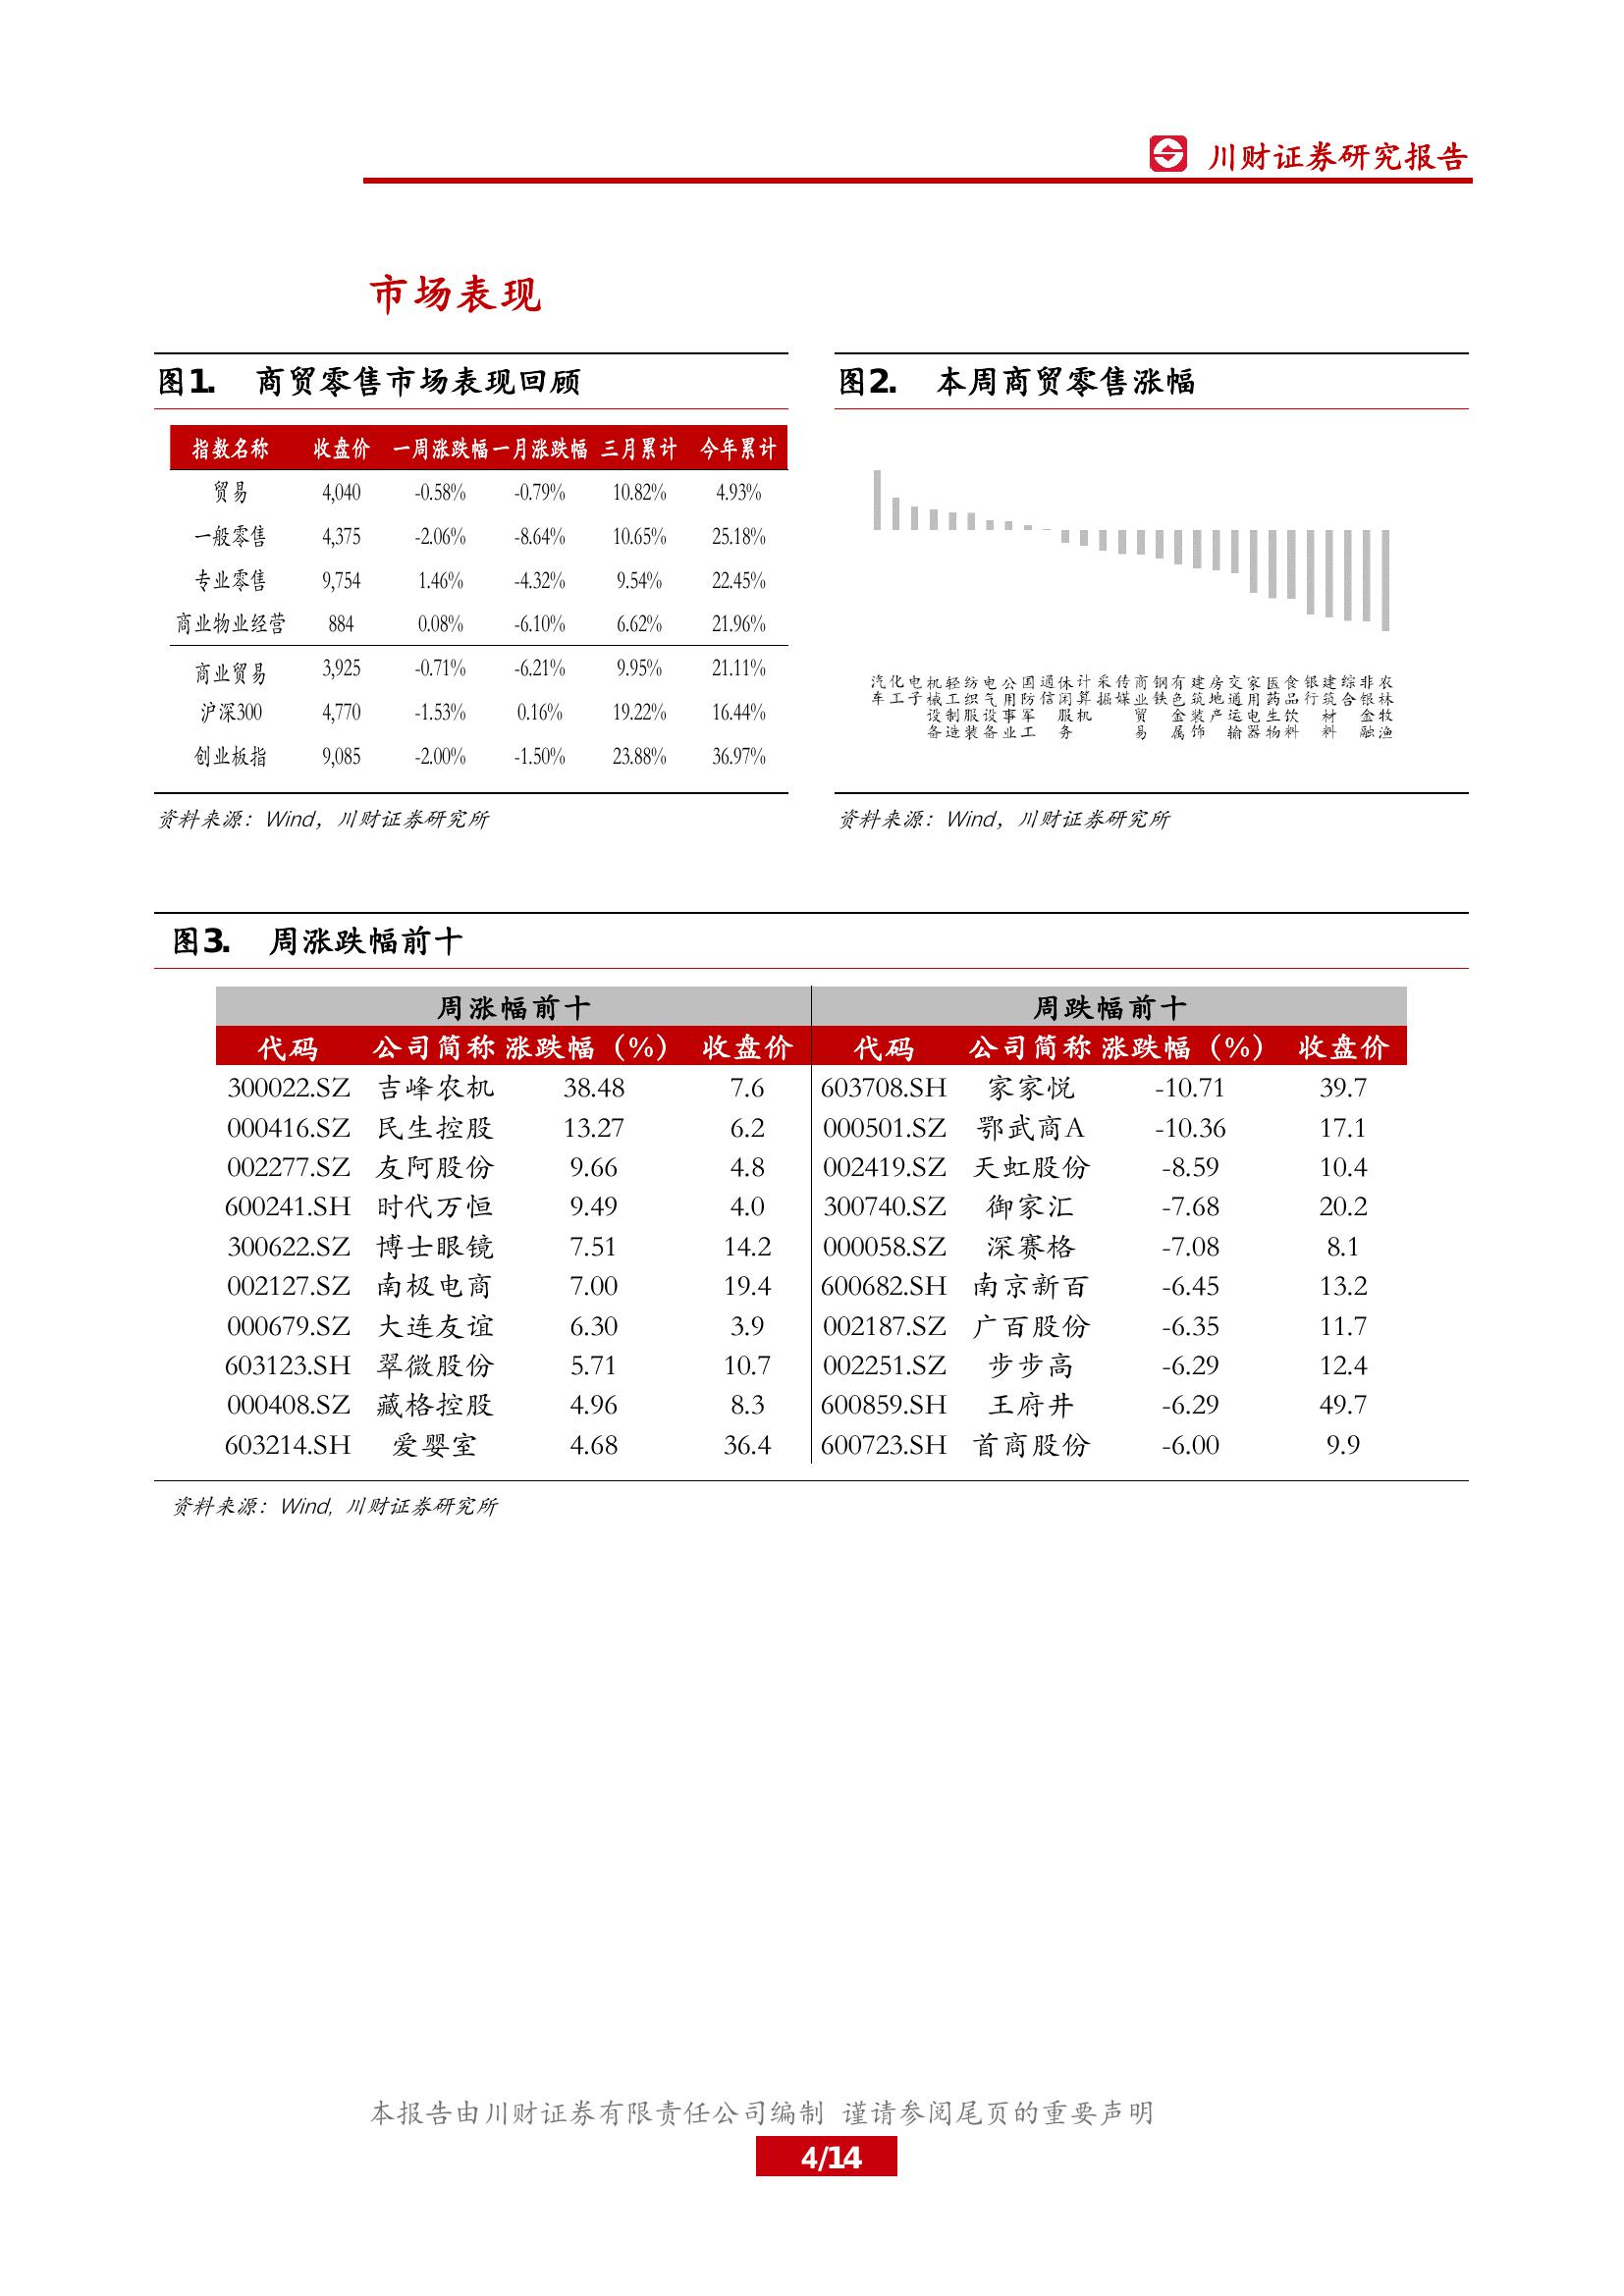 川财证券研究报告
市场表现
图1. 商贸零售市场表现回顾
指数名称 收盘价 一周涨跌幅 一月涨跌幅 三月累计 今年累计
贸易 4,040 -0.58% -0.79% 10.82% 4.93%
一般零售 4,375 -2.06% -8.64% 10.65% 25.18%
专业零售 9,754 1.46% -4.32% 9.54% 22.45%
商业物业经营 884 0.08% -6.10% 6.62% 21.96%
商业贸易 3,925 -0.71% -6.21% 9.95% 21.11%
沪深300 4,770 -1.53% 0.16% 19.22% 16.44%
创业板指 9,085 -2.00% -1.50% 23.88% 36.97%
资料来源：Wind，川财证券研究所
图2. 本周商贸零售涨幅
汽车 化工 电子 机械设备 轻工制造 纺织服装 电气设备 公用事业 国防军工 通信 休闲服务 计算机 采掘 传媒 商业贸易 钢铁 有色金属 建筑装饰 房地产 交通运输 家用电器 医药生物 食品饮料 银行 建筑材料 综合 非银金融 农林牧渔
资料来源：Wind，川财证券研究所
图3. 周涨跌幅前十
周涨幅前十 周跌幅前十
代码 公司简称 涨跌幅（%） 收盘价 代码 公司简称 涨跌幅（%） 收盘价
300022.SZ 吉峰农机 38.48 7.6 603708.SH 家家悦 -10.71 39.7
000416.SZ 民生控股 13.27 6.2 000501.SZ 鄂武商A -10.36 17.1
002277.SZ 友阿股份 9.66 4.8 002419.SZ 天虹股份 -8.59 10.4
600241.SH 时代万恒 9.49 4.0 300740.SZ 御家汇 -7.68 20.2
300622.SZ 博士眼镜 7.51 14.2 000058.SZ 深赛格 -7.08 8.1
002127.SZ 南极电商 7.00 19.4 600682.SH 南京新百 -6.45 13.2
000679.SZ 大连友谊 6.30 3.9 002187.SZ 广百股份 -6.35 11.7
603123.SH 翠微股份 5.71 10.7 002251.SZ 步步高 -6.29 12.4
000408.SZ 藏格控股 4.96 8.3 600859.SH 王府井 -6.29 49.7
603214.SH 爱婴室 4.68 36.4 600723.SH 首商股份 -6.00 9.9
资料来源：Wind, 川财证券研究所
本报告由川财证券有限责任公司编制 谨请参阅尾页的重要声明
4/14